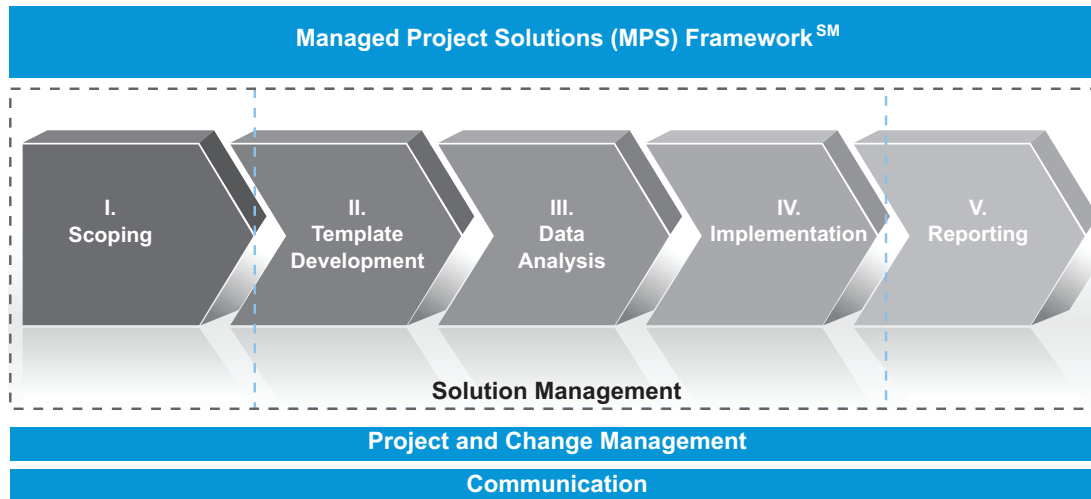 Managed Project Solutions (MPS) Framework SM
I.
Scoping
II.
Template
Development
III.
Data
Analysis
IV.
Implementation
V.
Reporting
Solution Management
Project and Change Management
Communication